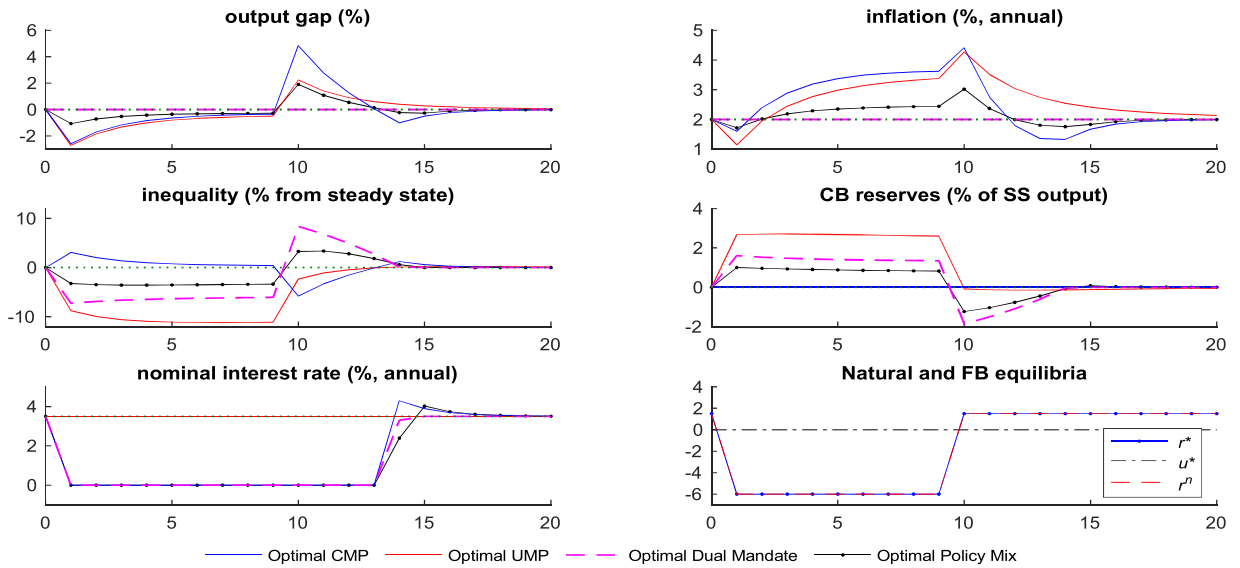 output gap (%)
6
4
2
0
-2
0 5 10 15 20
inflation (%, annual)
5
4
3
2
1
0 5 10 15 20
inequality (% from steady state)
10
0
-10
0 5 10 15 20
CB reserves (% of SS output)
4
2
0
-2
0 5 10 15 20
nominal interest rate (%, annual)
4
2
0
0 5 10 15 20
Natural and FB equilibria
4
2
0
-2
-4
-6
0 5 10 15 20
r*
u*
rⁿ
Optimal CMP Optimal UMP Optimal Dual Mandate Optimal Policy Mix